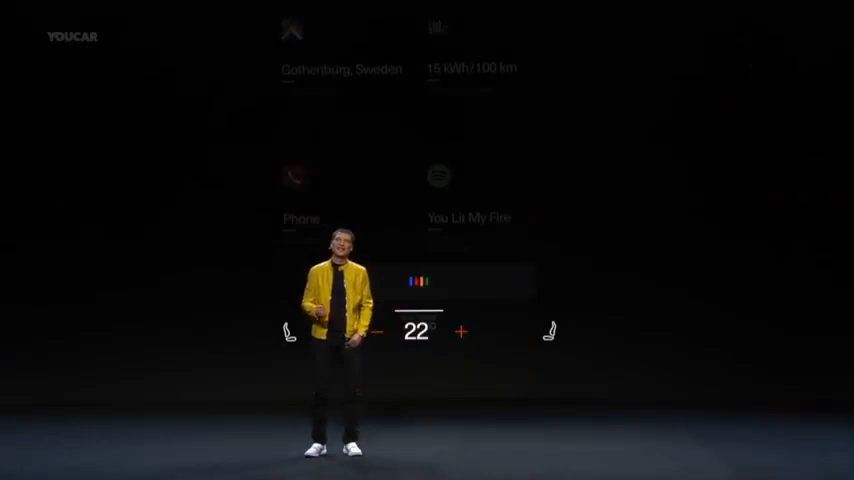 YOUCAR
Gothenburg, Sweden
15 kWh/100 km
Phone
You Lit My Fire
− 22° +